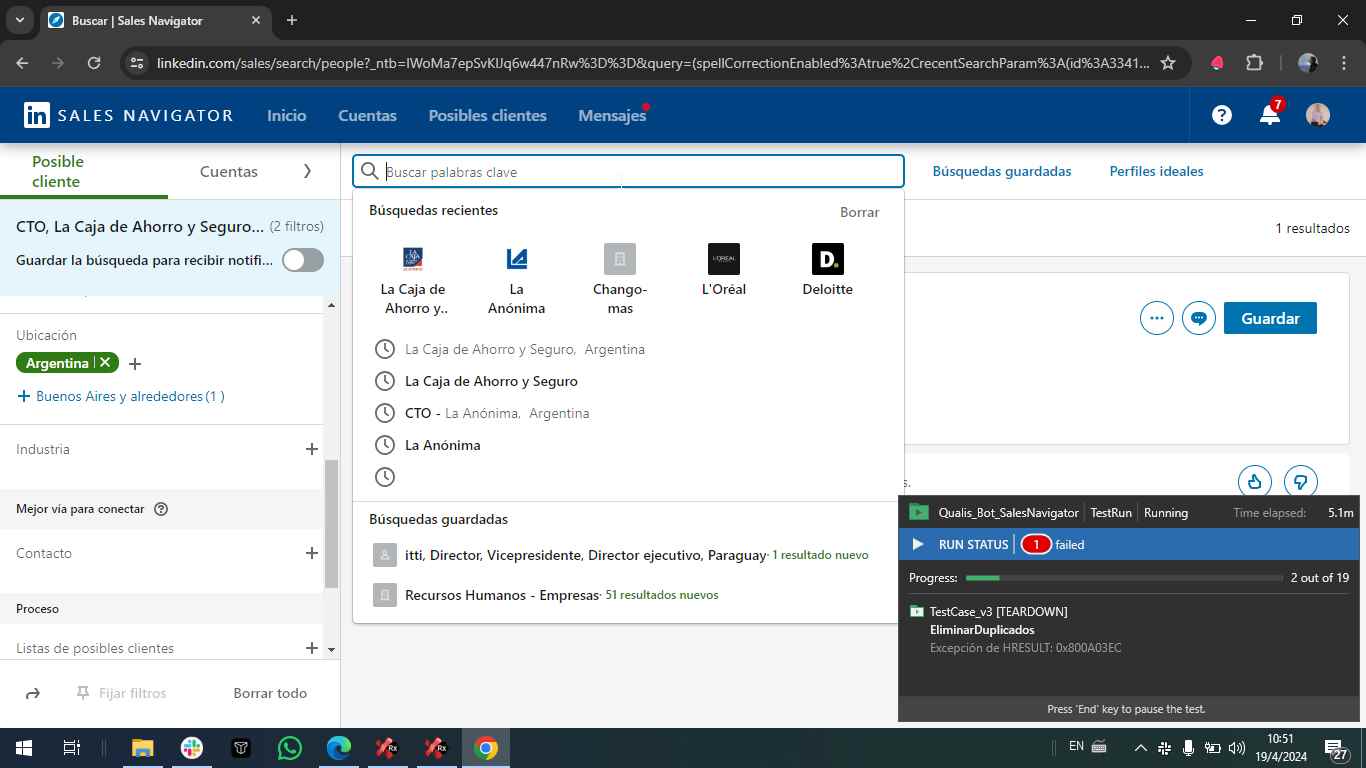 Buscar | Sales Navigator
linkedin.com/sales/search/people?_ntb=IWoMa7epSvKIJq6w447nRw%3D%3D&query=(spellCorrectionEnabled%3Atrue%2CrecentSearchParam%3A(id%3A3341...
in SALES NAVIGATOR
Inicio
Cuentas
Posibles clientes
Mensajes
7
Posible
cliente
Cuentas
Buscar palabras clave
Búsquedas guardadas
Perfiles ideales
CTO, La Caja de Ahorro y Seguro... (2 filtros)
Guardar la búsqueda para recibir notifi...
1 resultados
Búsquedas recientes
Borrar
La Caja de
Ahorro y..
La
Anónima
Chango-
mas
L'ORÉAL
L'Oréal
D.
Deloitte
La Caja de Ahorro y Seguro, Argentina
La Caja de Ahorro y Seguro
CTO - La Anónima, Argentina
La Anónima
Búsquedas guardadas
itti, Director, Vicepresidente, Director ejecutivo, Paraguay· 1 resultado nuevo
Recursos Humanos - Empresas· 51 resultados nuevos
Guardar
s.
Ubicación
Argentina
+ Buenos Aires y alrededores (1 )
Industria
Mejor vía para conectar
Contacto
Proceso
Listas de posibles clientes
Fijar filtros
Borrar todo
Qualis_Bot_SalesNavigator TestRun Running Time elapsed: 5.1m
RUN STATUS 1 failed
Progress: 2 out of 19
TestCase_v3 [TEARDOWN]
EliminarDuplicados
Excepción de HRESULT: 0x800A03EC
Press 'End' key to pause the test.
Rx
Rx
EN
10:51
19/4/2024
27